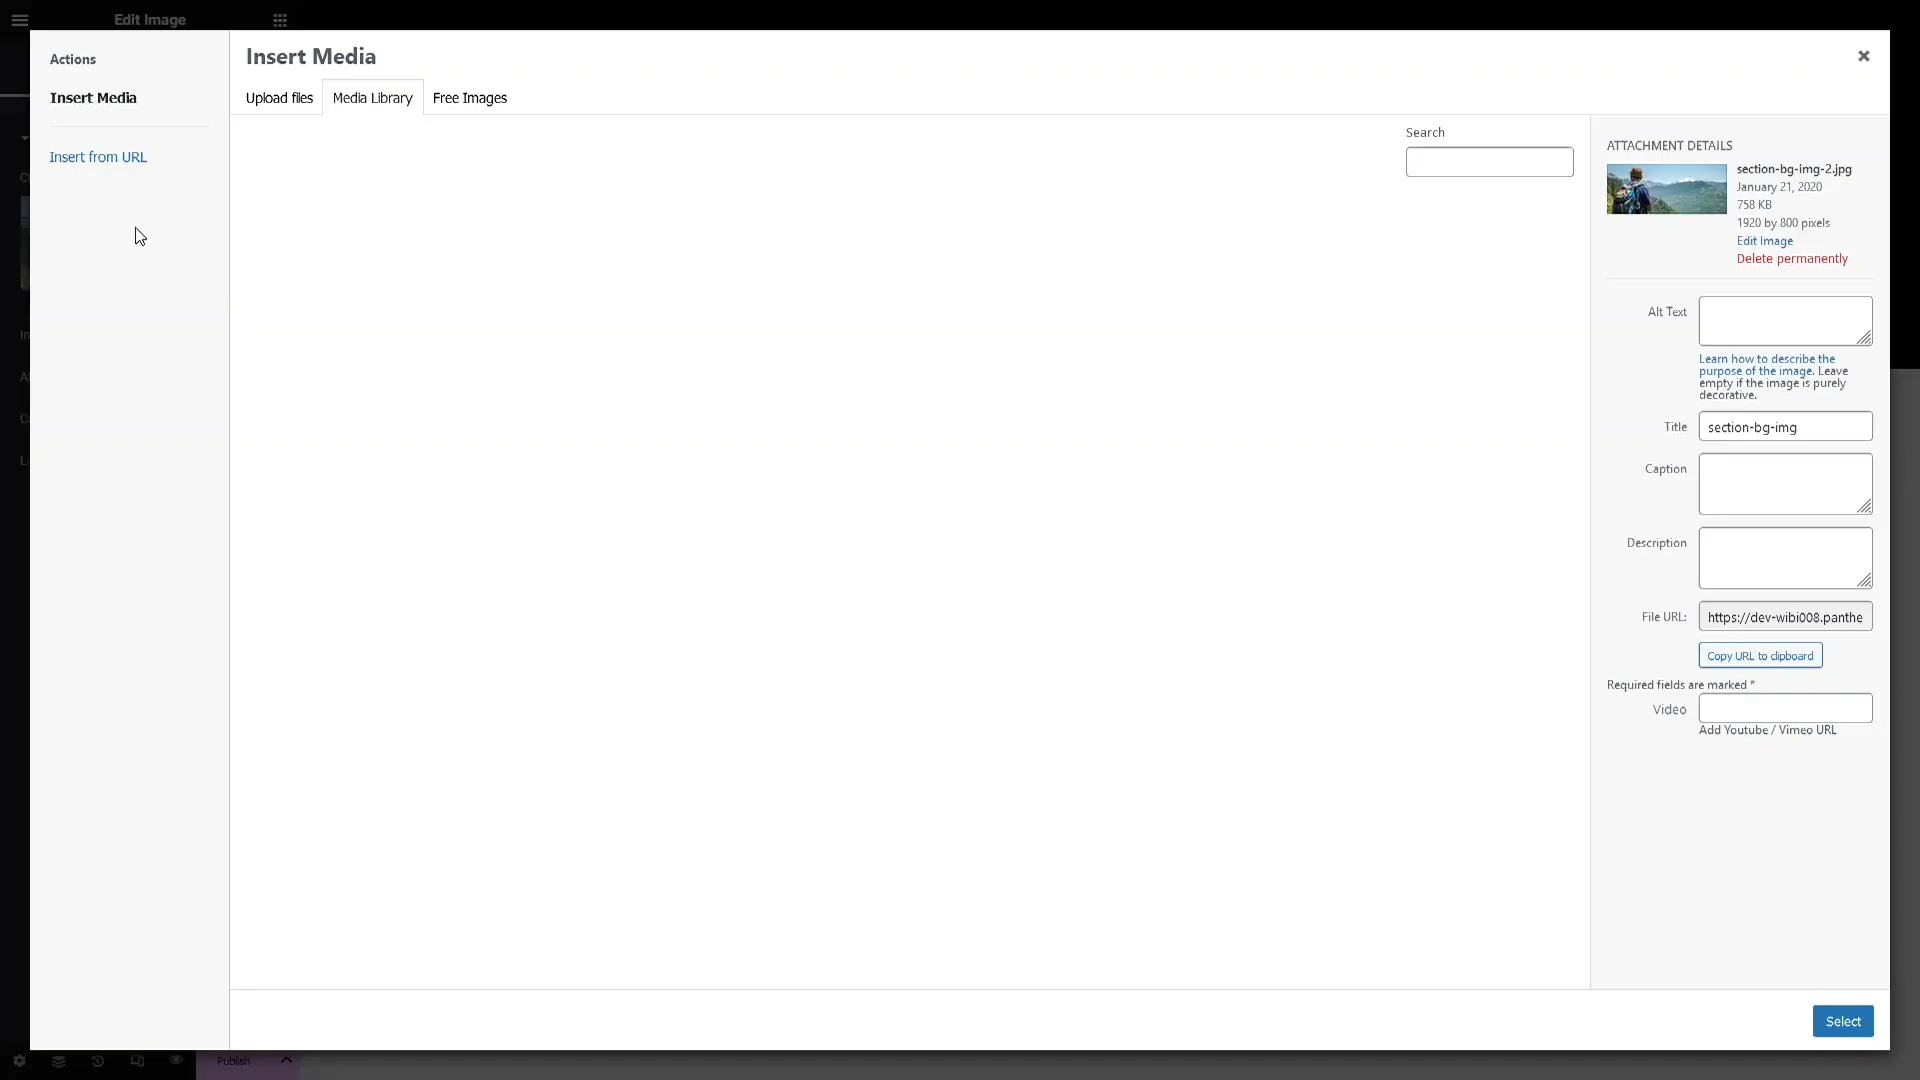 Edit Image
Actions
Insert Media
Insert from URL
Insert Media
Upload files
Media Library
Free Images
Search
ATTACHMENT DETAILS
section-bg-img-2.jpg
January 21, 2020
758 KB
1920 by 800 pixels
Edit Image
Delete permanently
Alt Text
Learn how to describe the
purpose of the image. Leave
empty if the image is purely
decorative.
Title
section-bg-img
Caption
Description
File URL:
https://dev-wibi008.panthe
Copy URL to clipboard
Required fields are marked *
Video
Add Youtube / Vimeo URL
Select
Publish